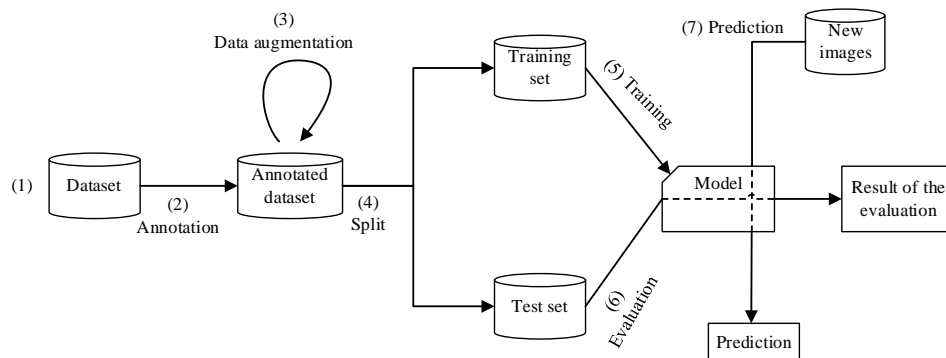 (1)
Dataset
(2)
Annotation
(3)
Data augmentation
Annotated
dataset
(4)
Split
Training
set
(5) Training
Test set
(6)
Evaluation
Model
(7) Prediction
New
images
Result of the
evaluation
Prediction